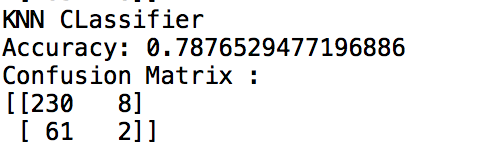 KNN CLassifier
Accuracy: 0.7876529477196886
Confusion Matrix :
[[230   8]
 [ 61   2]]